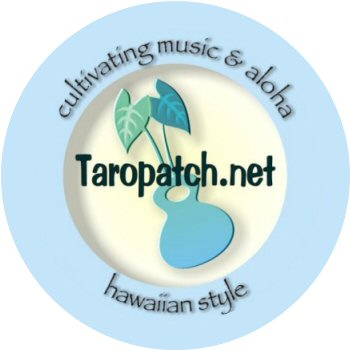 cultivating music & aloha
Taropatch.net
hawaiian style